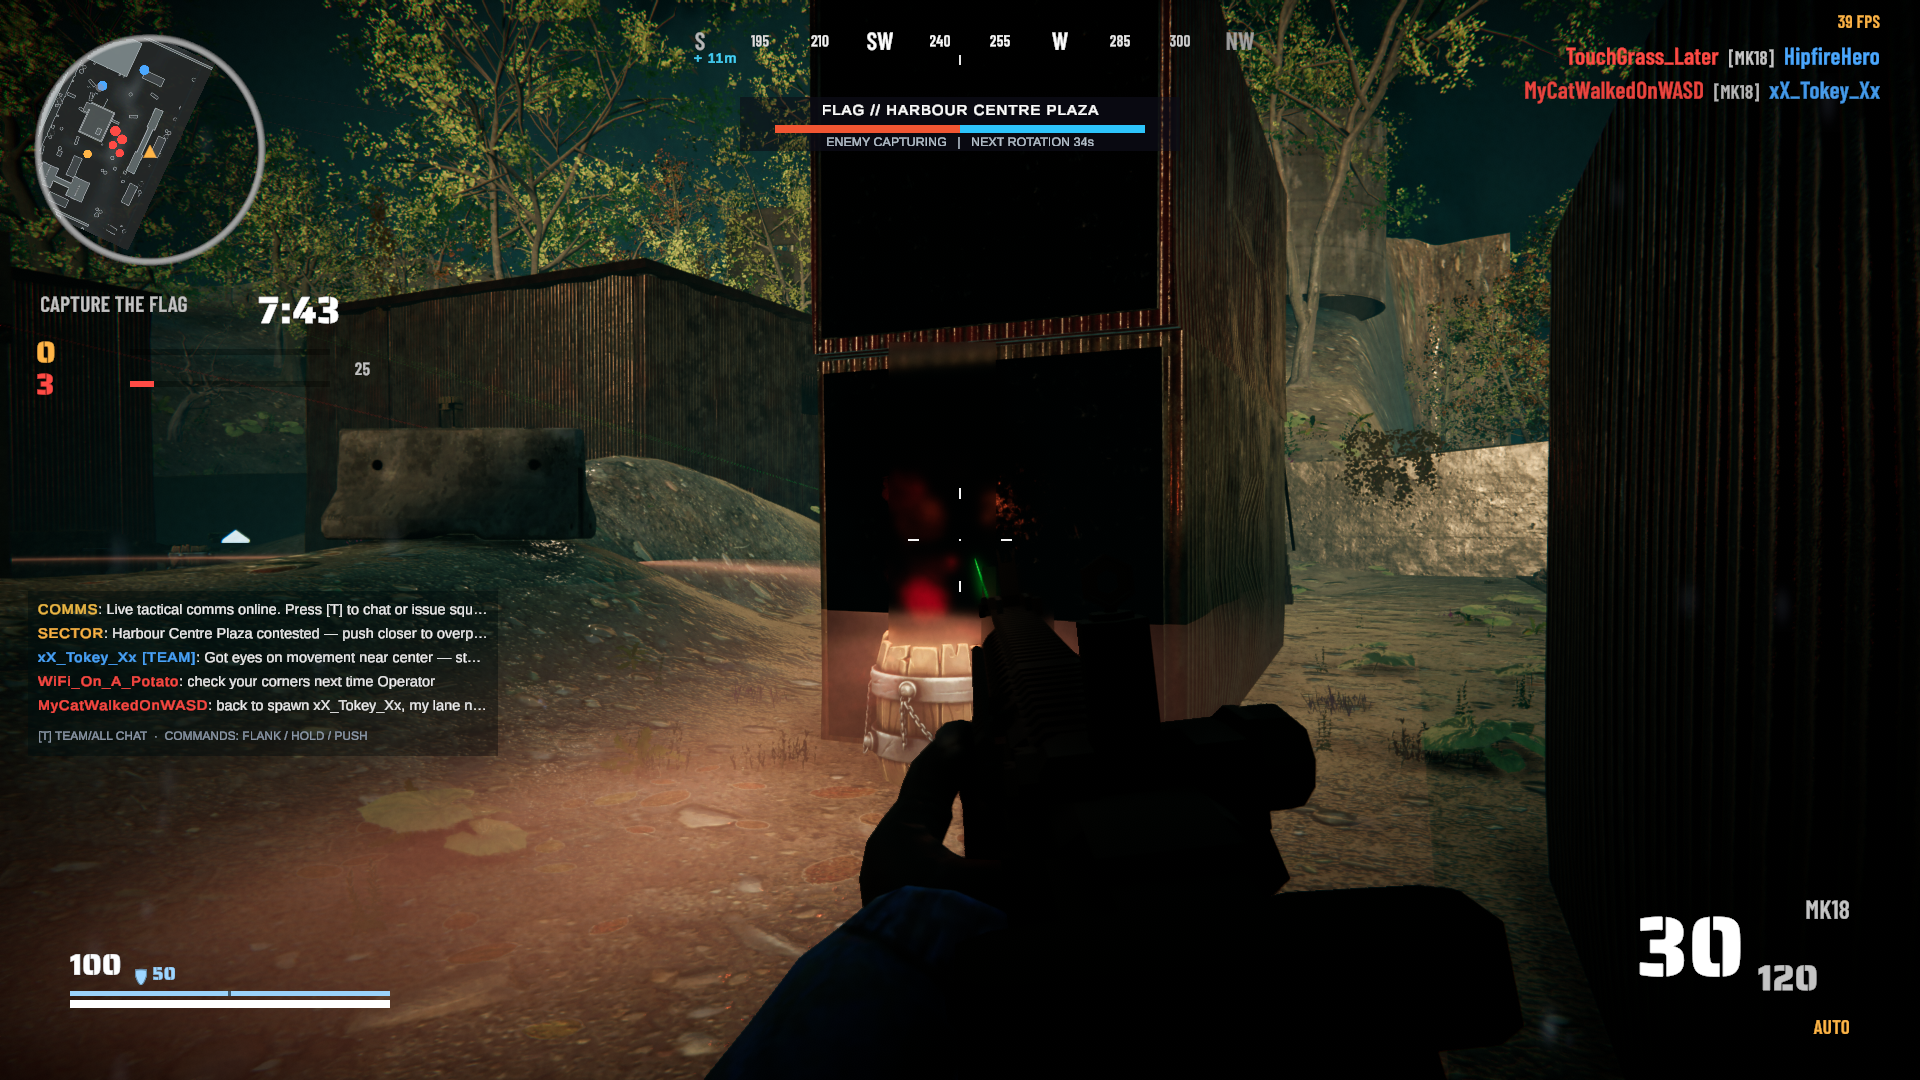 39 FPS
S 195 210 SW 240 255 W 285 300 NW
+ 11m
TouchGrass_Later [MK18] HipfireHero
MyCatWalkedOnWASD [MK18] xX_Tokey_Xx
FLAG // HARBOUR CENTRE PLAZA
ENEMY CAPTURING | NEXT ROTATION 34s
CAPTURE THE FLAG 7:43
0
25
3
COMMS: Live tactical comms online. Press [T] to chat or issue squ...
SECTOR: Harbour Centre Plaza contested — push closer to overp...
xX_Tokey_Xx [TEAM]: Got eyes on movement near center — st...
WiFi_On_A_Potato: check your corners next time Operator
MyCatWalkedOnWASD: back to spawn xX_Tokey_Xx, my lane n...
[T] TEAM/ALL CHAT · COMMANDS: FLANK / HOLD / PUSH
100 50
MK18
30 120
AUTO